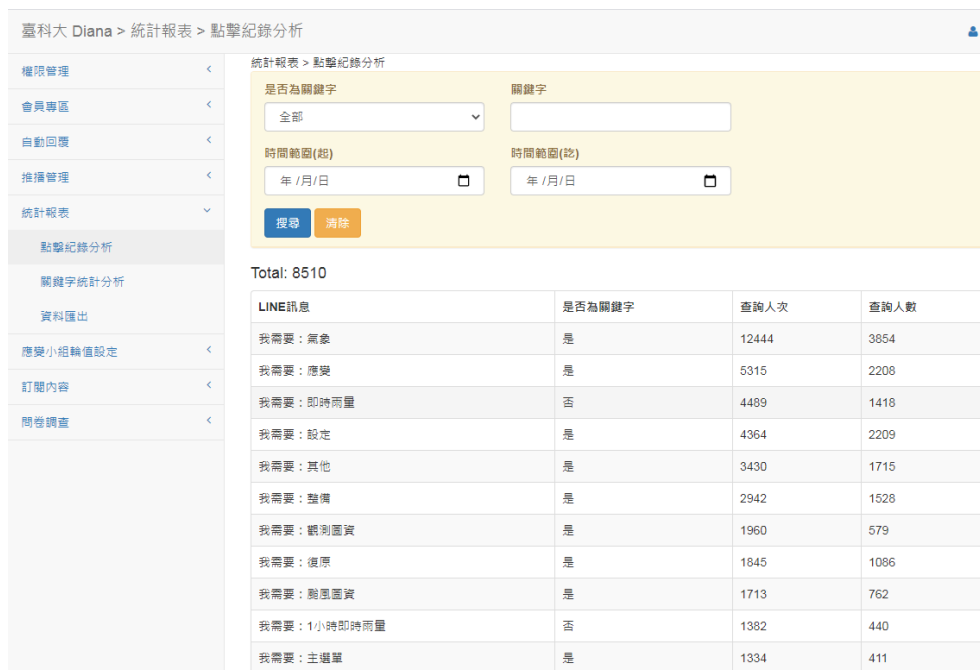 臺科大 Diana > 統計報表 > 點擊紀錄分析
權限管理
會員專區
自動回覆
推播管理
統計報表
點擊紀錄分析
關鍵字統計分析
資料匯出
應變小組輪值設定
訂閱內容
問卷調查
統計報表 > 點擊紀錄分析
是否為關鍵字 關鍵字
全部
時間範圍(起) 時間範圍(訖)
年 /月/日 年 /月/日
搜尋 清除
Total: 8510
LINE訊息 是否為關鍵字 查詢人次 查詢人數
我需要：氣象 是 12444 3854
我需要：應變 是 5315 2208
我需要：即時雨量 否 4489 1418
我需要：設定 是 4364 2209
我需要：其他 是 3430 1715
我需要：整備 是 2942 1528
我需要：觀測圖資 是 1960 579
我需要：復原 是 1845 1086
我需要：颱風圖資 是 1713 762
我需要：1小時即時雨量 否 1382 440
我需要：主選單 是 1334 411